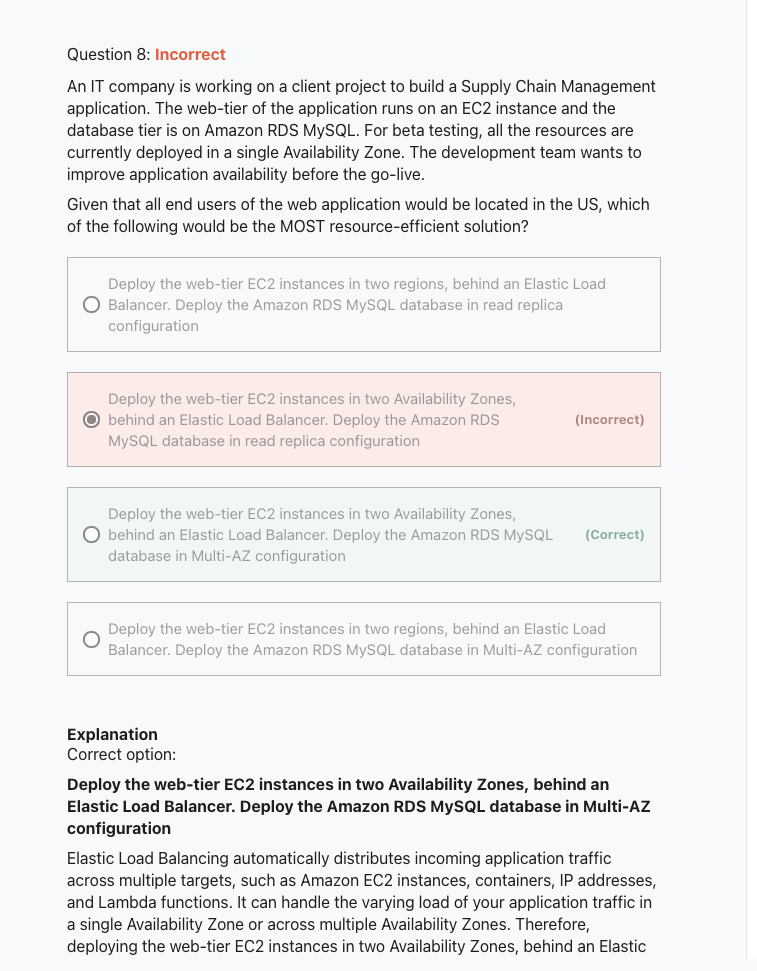 Question 8: Incorrect
An IT company is working on a client project to build a Supply Chain Management
application. The web-tier of the application runs on an EC2 instance and the
database tier is on Amazon RDS MySQL. For beta testing, all the resources are
currently deployed in a single Availability Zone. The development team wants to
improve application availability before the go-live.
Given that all end users of the web application would be located in the US, which
of the following would be the MOST resource-efficient solution?
Deploy the web-tier EC2 instances in two regions, behind an Elastic Load
Balancer. Deploy the Amazon RDS MySQL database in read replica
configuration
Deploy the web-tier EC2 instances in two Availability Zones,
behind an Elastic Load Balancer. Deploy the Amazon RDS
MySQL database in read replica configuration
(Incorrect)
Deploy the web-tier EC2 instances in two Availability Zones,
behind an Elastic Load Balancer. Deploy the Amazon RDS MySQL
database in Multi-AZ configuration
(Correct)
Deploy the web-tier EC2 instances in two regions, behind an Elastic Load
Balancer. Deploy the Amazon RDS MySQL database in Multi-AZ configuration
Explanation
Correct option:
Deploy the web-tier EC2 instances in two Availability Zones, behind an
Elastic Load Balancer. Deploy the Amazon RDS MySQL database in Multi-AZ
configuration
Elastic Load Balancing automatically distributes incoming application traffic
across multiple targets, such as Amazon EC2 instances, containers, IP addresses,
and Lambda functions. It can handle the varying load of your application traffic in
a single Availability Zone or across multiple Availability Zones. Therefore,
deploying the web-tier EC2 instances in two Availability Zones, behind an Elastic